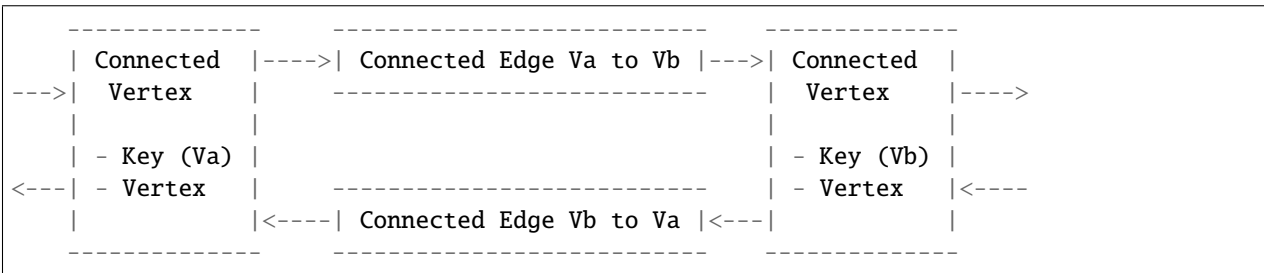 --------------     ---------------------------    --------------
    | Connected  |---->| Connected Edge Va to Vb |--->| Connected  |
--->|  Vertex    |     ---------------------------    |  Vertex    |---->
    |            |                                    |            |
    | - Key (Va) |                                    | - Key (Vb) |
<---| - Vertex   |     ---------------------------    | - Vertex   |<----
    |            |<----| Connected Edge Vb to Va |<---|            |
    --------------     ---------------------------    --------------